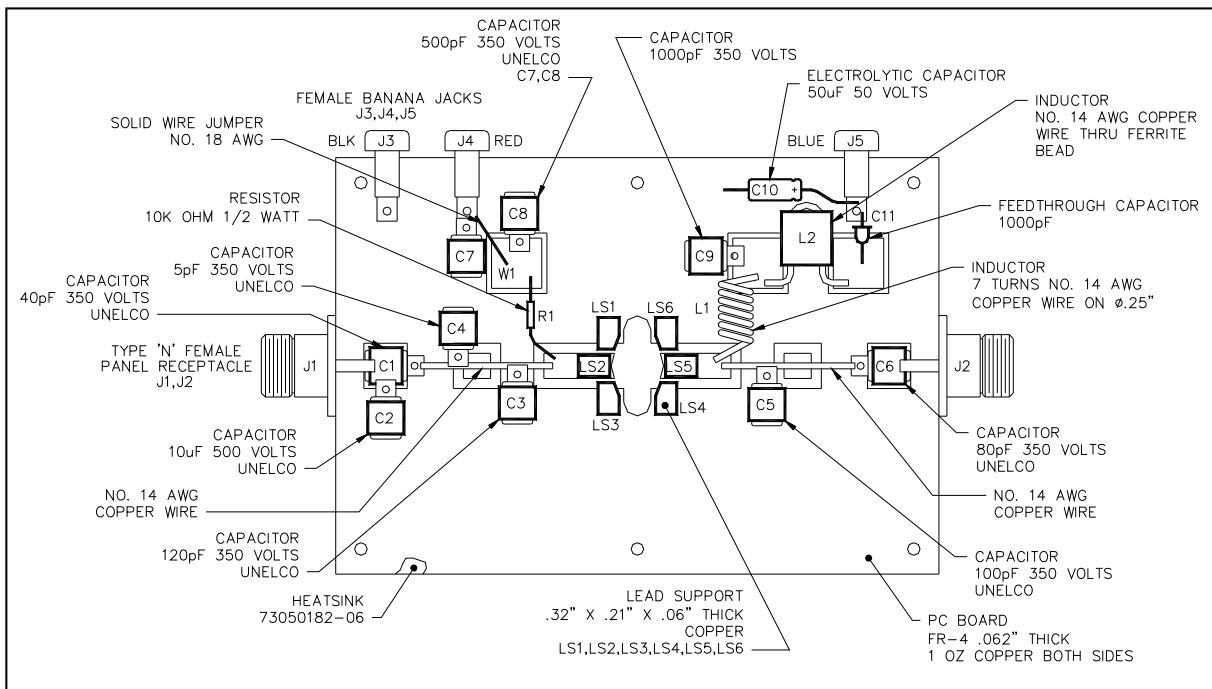 CAPACITOR
500pF 350 VOLTS
UNELCO
C7,C8
CAPACITOR
1000pF 350 VOLTS
ELECTROLYTIC CAPACITOR
50uF 50 VOLTS
INDUCTOR
NO. 14 AWG COPPER
WIRE THRU FERRITE
BEAD
FEMALE BANANA JACKS
J3,J4,J5
SOLID WIRE JUMPER
NO. 18 AWG
BLK
J3
J4
RED
BLUE
J5
RESISTOR
10K OHM 1/2 WATT
C10
+
C11
FEEDTHROUGH CAPACITOR
1000pF
C8
C7
W1
C9
L2
CAPACITOR
5pF 350 VOLTS
UNELCO
INDUCTOR
7 TURNS NO. 14 AWG
COPPER WIRE ON ø.25"
CAPACITOR
40pF 350 VOLTS
UNELCO
L1
R1
LS1
LS6
C4
TYPE 'N' FEMALE
PANEL RECEPTACLE
J1,J2
J1
C1
LS2
LS5
C6
J2
C2
C3
LS3
LS4
C5
CAPACITOR
10uF 500 VOLTS
UNELCO
CAPACITOR
80pF 350 VOLTS
UNELCO
NO. 14 AWG
COPPER WIRE
NO. 14 AWG
COPPER WIRE
CAPACITOR
120pF 350 VOLTS
UNELCO
CAPACITOR
100pF 350 VOLTS
UNELCO
HEATSINK
73050182-06
LEAD SUPPORT
.32" X .21" X .06" THICK
COPPER
LS1,LS2,LS3,LS4,LS5,LS6
PC BOARD
FR-4 .062" THICK
1 OZ COPPER BOTH SIDES